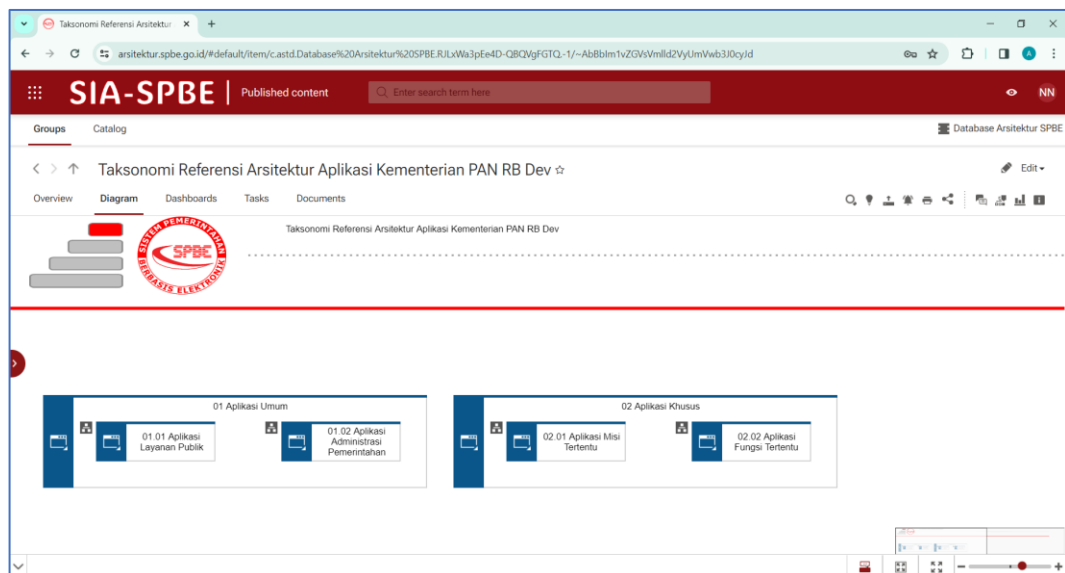 Taksonomi Referensi Arsitektur
arsitektur.spbe.go.id/#default/item/c.astd.Database%20Arsitektur%20SPBE.RJLxWa3pEe4D-QBQVgFGTQ.-1/~AbBbIm1vZGVsVmlld2VyUmVwb3J0cyJd
SIA-SPBE | Published content
Enter search term here
NN
Groups
Catalog
Database Arsitektur SPBE
Taksonomi Referensi Arsitektur Aplikasi Kementerian PAN RB Dev
Edit
Overview
Diagram
Dashboards
Tasks
Documents
SISTEM PEMERINTAHAN
SPBE
BERBASIS ELEKTRONIK
Taksonomi Referensi Arsitektur Aplikasi Kementerian PAN RB Dev
01 Aplikasi Umum
01.01 Aplikasi
Layanan Publik
01.02 Aplikasi
Administrasi
Pemerintahan
02 Aplikasi Khusus
02.01 Aplikasi Misi
Tertentu
02.02 Aplikasi
Fungsi Tertentu